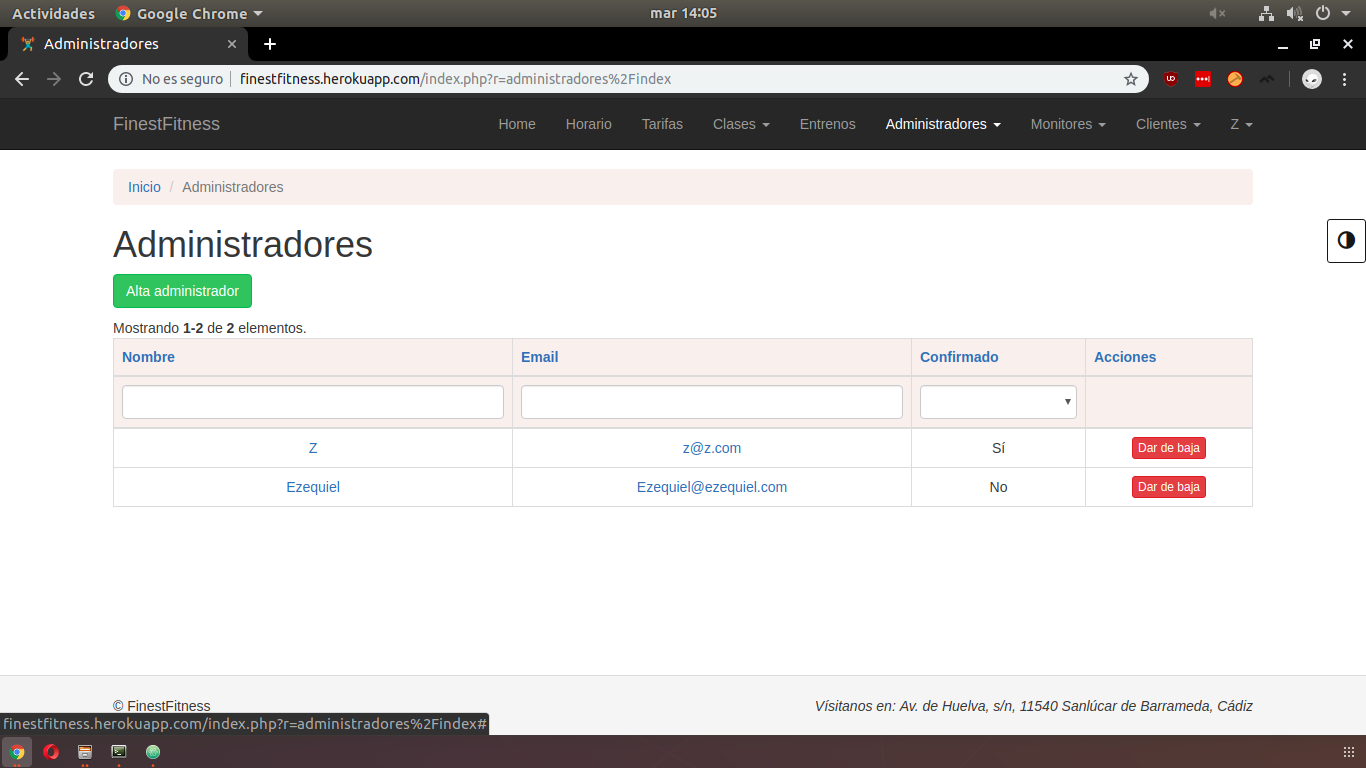 Actividades Google Chrome mar 14:05
Administradores
No es seguro finestfitness.herokuapp.com/index.php?r=administradores%2Findex
FinestFitness Home Horario Tarifas Clases Entrenos Administradores Monitores Clientes Z
Inicio / Administradores
Administradores
Alta administrador
Mostrando 1-2 de 2 elementos.
Nombre Email Confirmado Acciones
Z z@z.com Sí Dar de baja
Ezequiel Ezequiel@ezequiel.com No Dar de baja
© FinestFitness Vísitanos en: Av. de Huelva, s/n, 11540 Sanlúcar de Barrameda, Cádiz
finestfitness.herokuapp.com/index.php?r=administradores%2Findex#